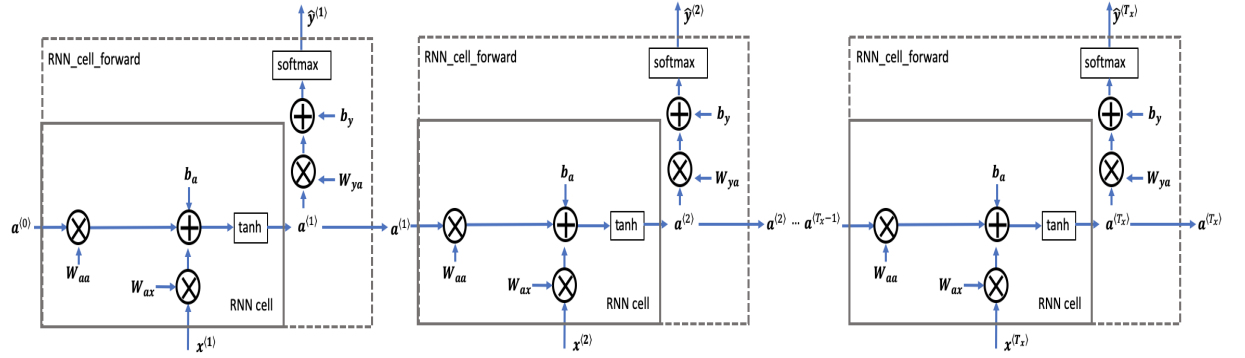 ŷ⟨1⟩
RNN_cell_forward
softmax
+
b_y
×
W_ya
b_a
a⟨0⟩ × + tanh a⟨1⟩
W_aa
W_ax ×
RNN cell
x⟨1⟩
ŷ⟨2⟩
RNN_cell_forward
softmax
+
b_y
×
W_ya
b_a
a⟨1⟩ × + tanh a⟨2⟩
W_aa
W_ax ×
RNN cell
x⟨2⟩
a⟨2⟩ ... a⟨T_x−1⟩
ŷ⟨T_x⟩
RNN_cell_forward
softmax
+
b_y
×
W_ya
b_a
× + tanh a⟨T_x⟩ a⟨T_x⟩
W_aa
W_ax ×
RNN cell
x⟨T_x⟩